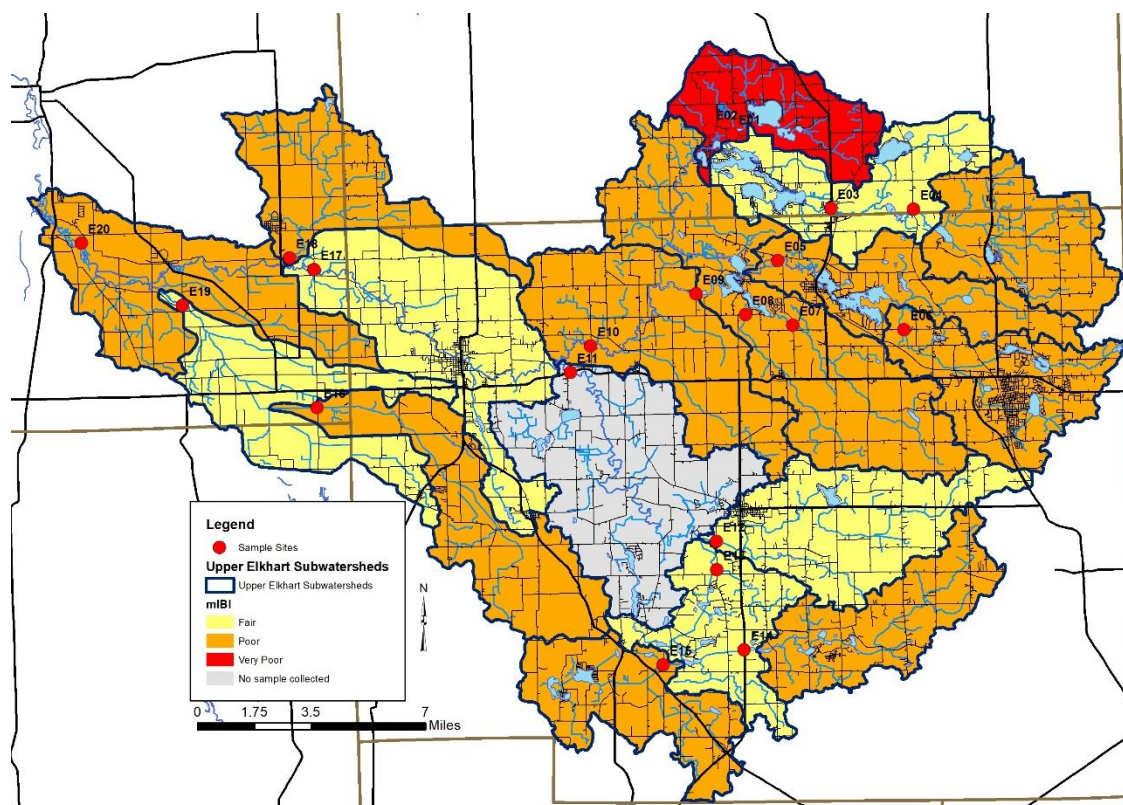 E02
E01
E03
E05
E20
E18
E17
E19
E09
E08
E07
E06
E10
E11
E16
E12
E14
E15
Legend
Sample Sites
Upper Elkhart Subwatersheds
Upper Elkhart Subwatersheds
mIBI
Fair
Poor
Very Poor
No sample collected
N
0 1.75 3.5 7
Miles